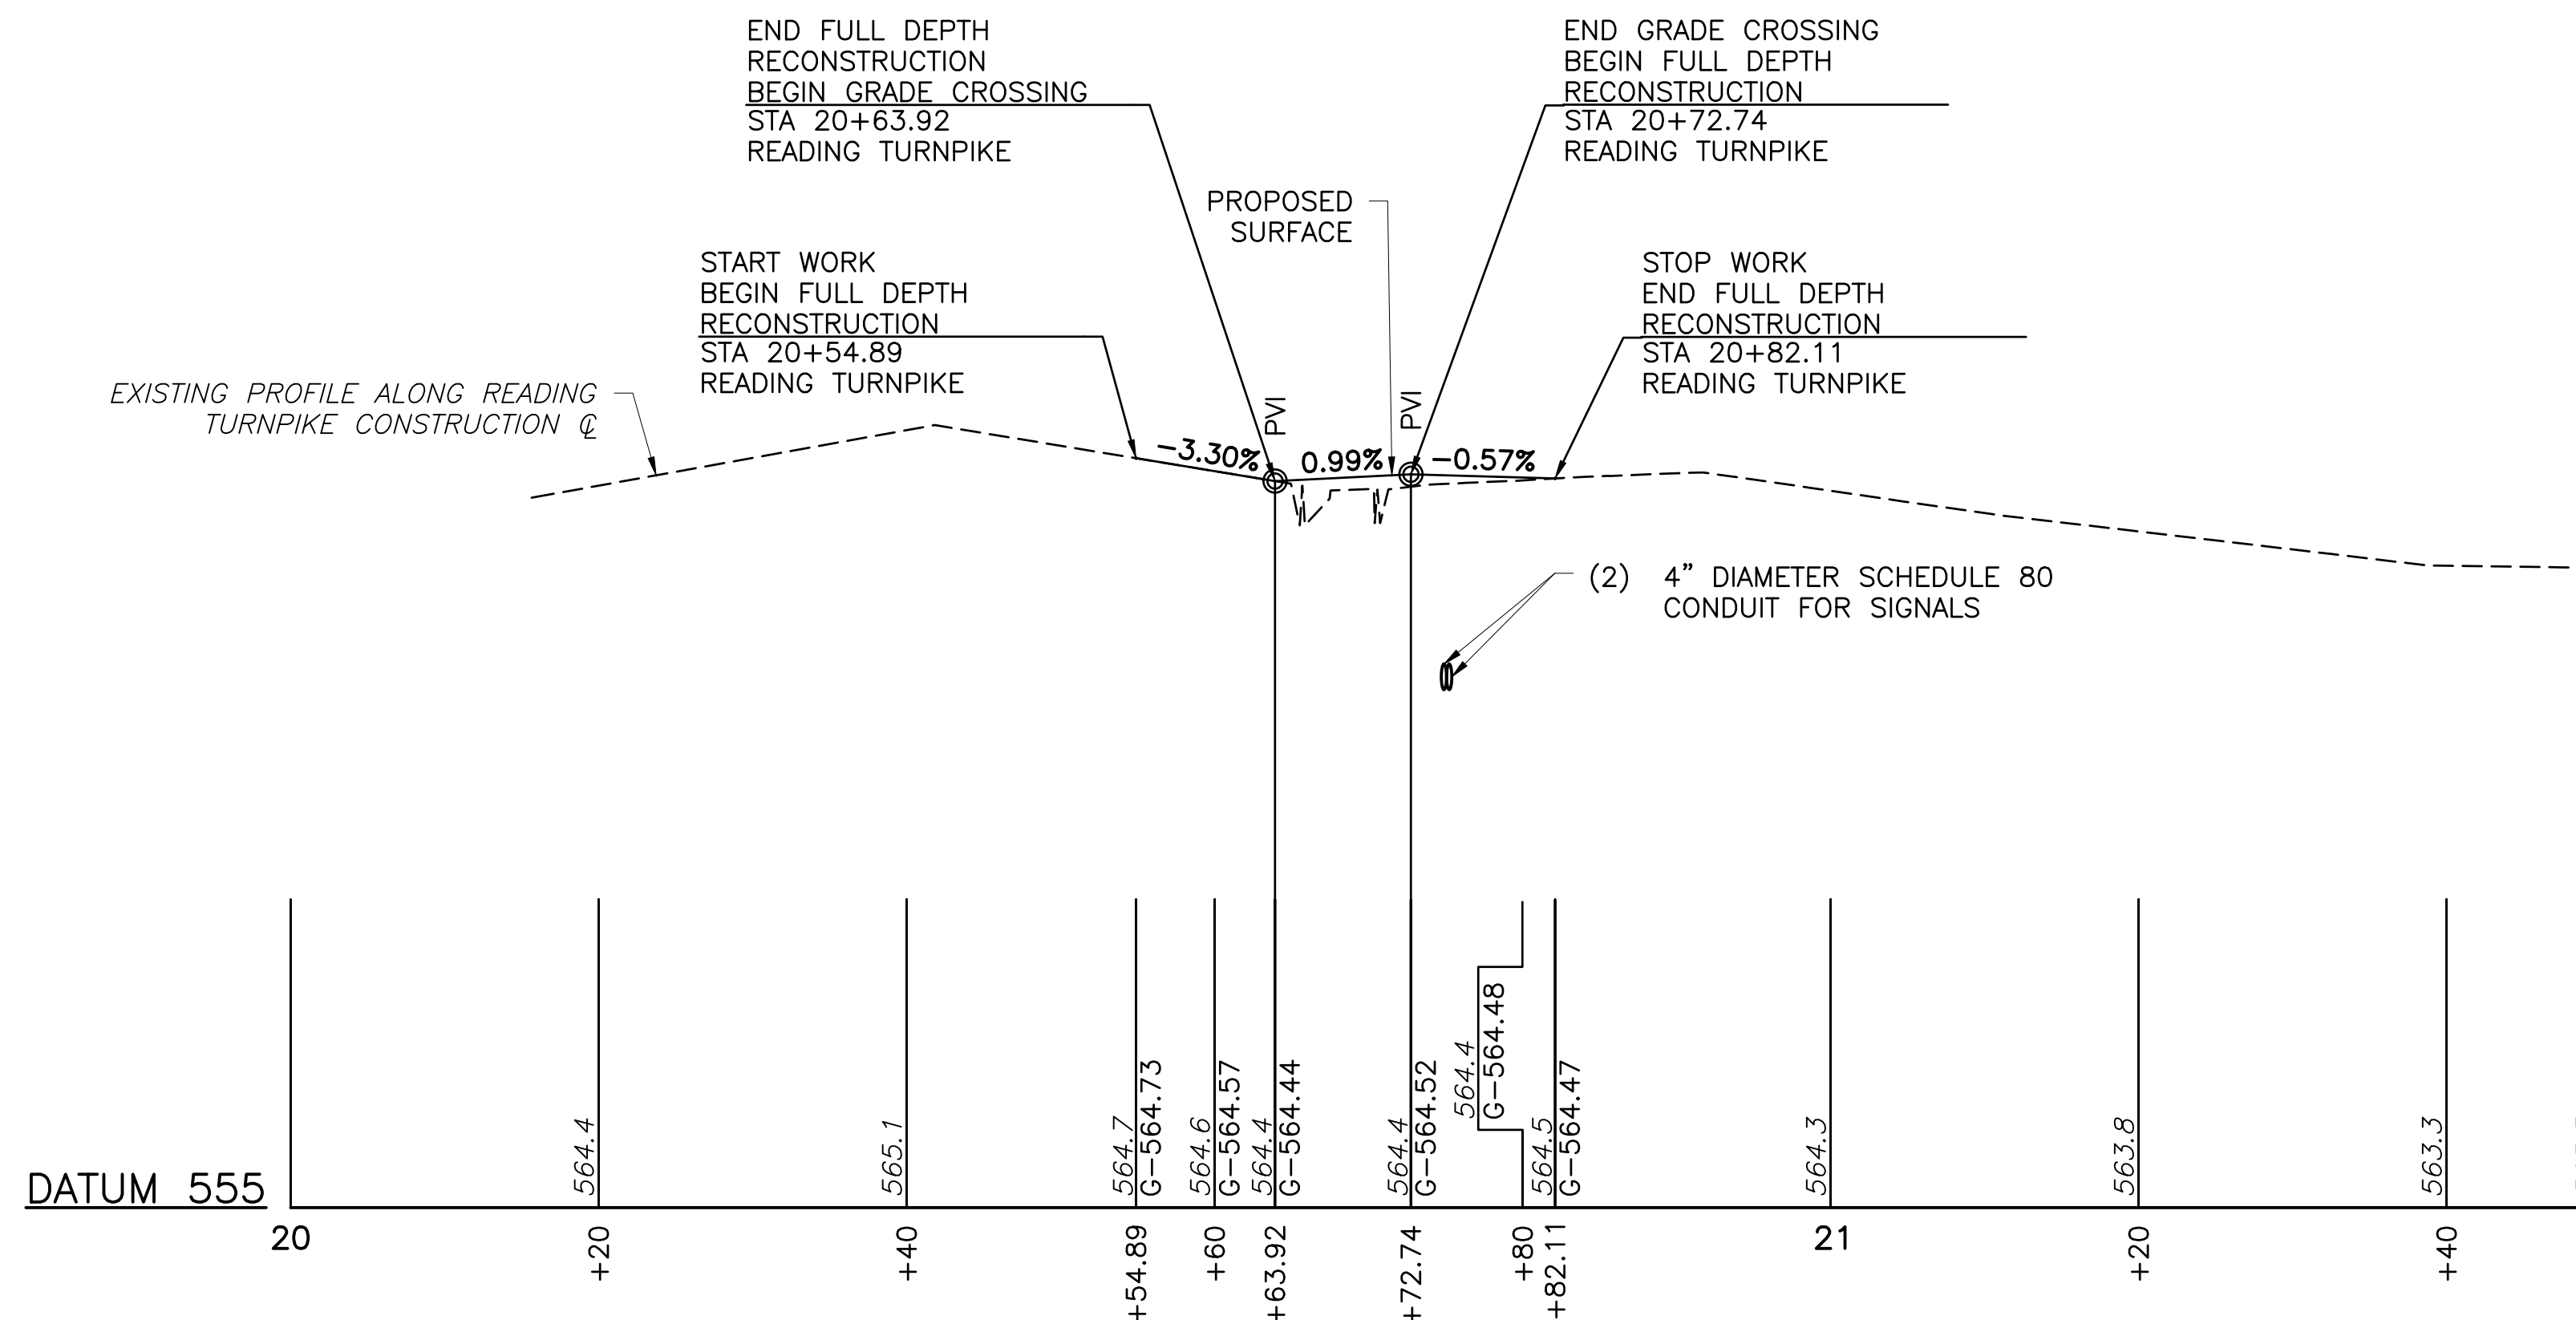 END FULL DEPTH
RECONSTRUCTION
BEGIN GRADE CROSSING
STA 20+63.92
READING TURNPIKE
END GRADE CROSSING
BEGIN FULL DEPTH
RECONSTRUCTION
STA 20+72.74
READING TURNPIKE
PROPOSED
SURFACE
START WORK
BEGIN FULL DEPTH
RECONSTRUCTION
STA 20+54.89
READING TURNPIKE
STOP WORK
END FULL DEPTH
RECONSTRUCTION
STA 20+82.11
READING TURNPIKE
EXISTING PROFILE ALONG READING
TURNPIKE CONSTRUCTION ℄
PVI
PVI
-3.30%
0.99%
-0.57%
(2) 4” DIAMETER SCHEDULE 80
CONDUIT FOR SIGNALS
564.4
565.1
564.7
G-564.73
564.6
G-564.57
564.4
G-564.44
564.4
G-564.52
564.4
G-564.48
564.5
G-564.47
564.3
563.8
563.3
DATUM 555
20
+20
+40
+54.89
+60
+63.92
+72.74
+80
+82.11
21
+20
+40